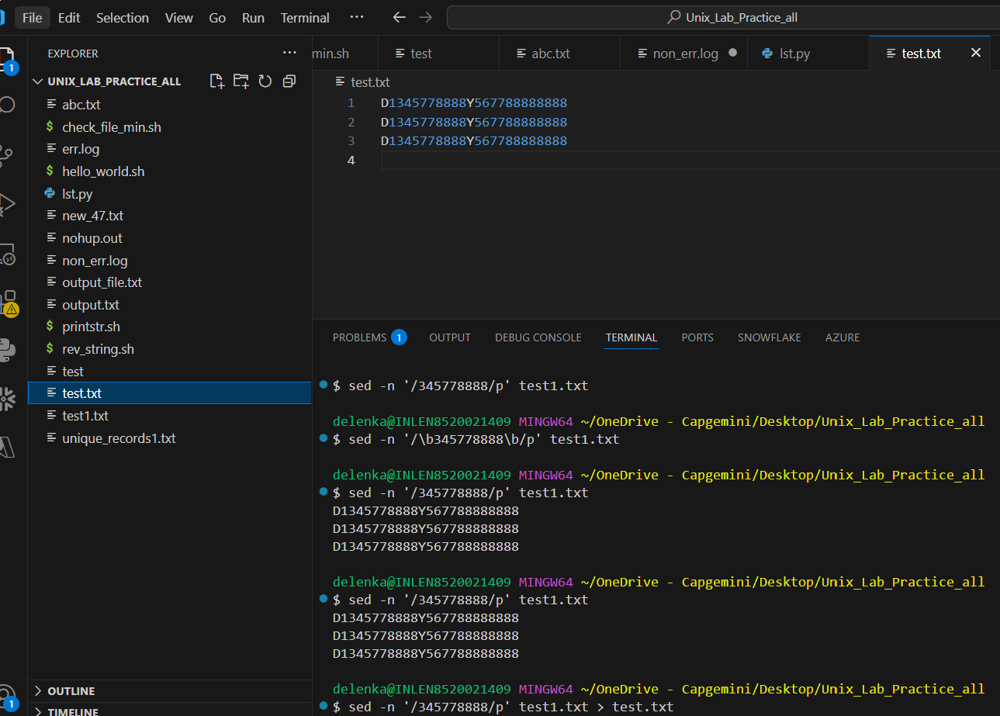 File Edit Selection View Go Run Terminal ··· Unix_Lab_Practice_all
EXPLORER ···
UNIX_LAB_PRACTICE_ALL
abc.txt
$ check_file_min.sh
err.log
$ hello_world.sh
lst.py
new_47.txt
nohup.out
non_err.log
output_file.txt
output.txt
$ printstr.sh
$ rev_string.sh
test
test.txt
test1.txt
unique_records1.txt
OUTLINE
TIMELINE
1
1
min.sh test abc.txt non_err.log lst.py test.txt
test.txt
1 D1345778888Y567788888888
2 D1345778888Y567788888888
3 D1345778888Y567788888888
4
PROBLEMS 1 OUTPUT DEBUG CONSOLE TERMINAL PORTS SNOWFLAKE AZURE
$ sed -n '/345778888/p' test1.txt
delenka@INLEN8520021409 MINGW64 ~/OneDrive - Capgemini/Desktop/Unix_Lab_Practice_all
$ sed -n '/\b345778888\b/p' test1.txt
delenka@INLEN8520021409 MINGW64 ~/OneDrive - Capgemini/Desktop/Unix_Lab_Practice_all
$ sed -n '/345778888/p' test1.txt
D1345778888Y567788888888
D1345778888Y567788888888
D1345778888Y567788888888
delenka@INLEN8520021409 MINGW64 ~/OneDrive - Capgemini/Desktop/Unix_Lab_Practice_all
$ sed -n '/345778888/p' test1.txt
D1345778888Y567788888888
D1345778888Y567788888888
D1345778888Y567788888888
delenka@INLEN8520021409 MINGW64 ~/OneDrive - Capgemini/Desktop/Unix_Lab_Practice_all
$ sed -n '/345778888/p' test1.txt > test.txt